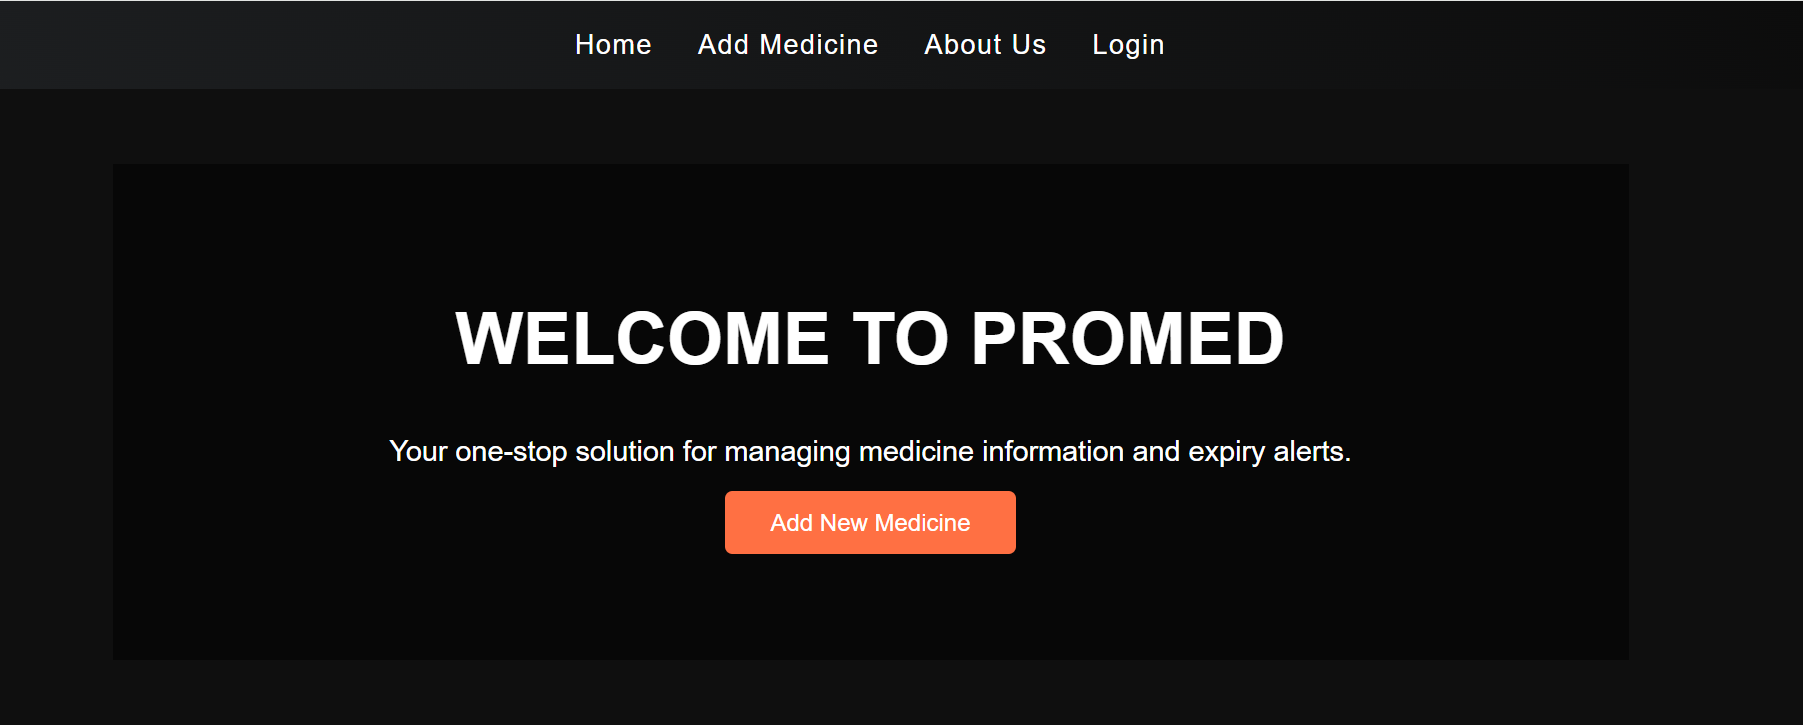 Home Add Medicine About Us Login
WELCOME TO PROMED
Your one-stop solution for managing medicine information and expiry alerts.
Add New Medicine